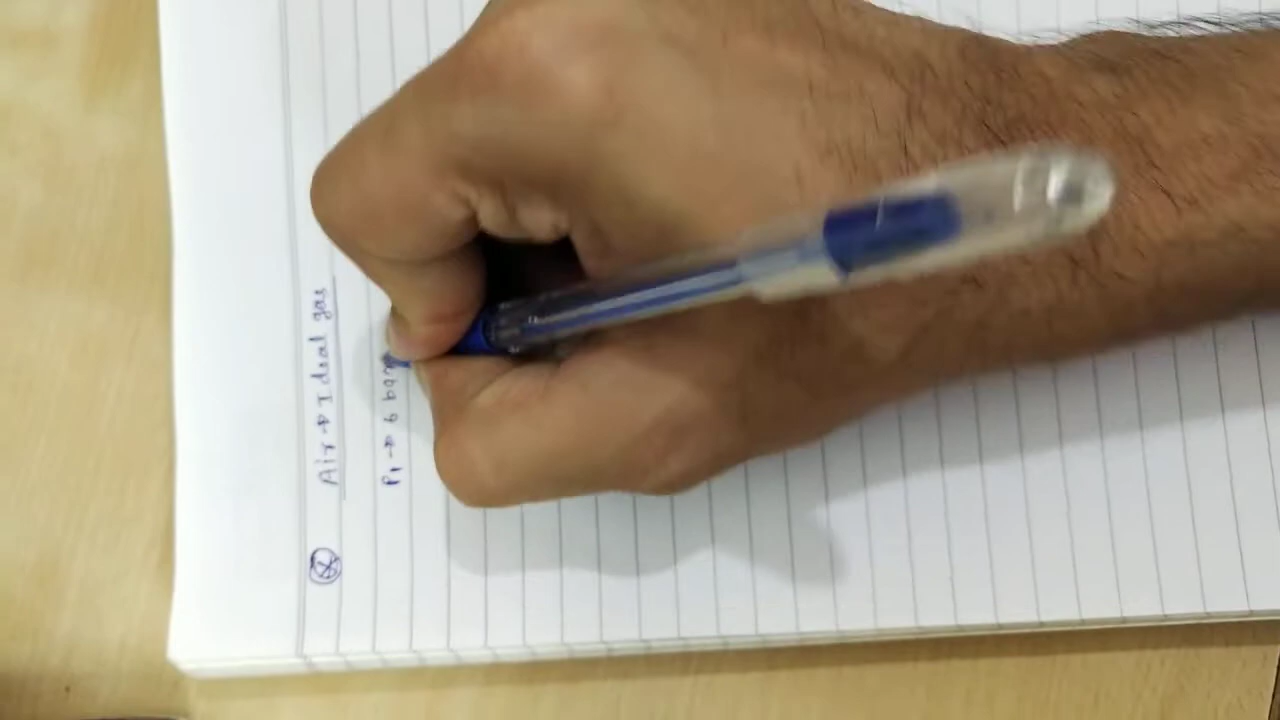 Air → Ideal gas
P1 → 6 bar